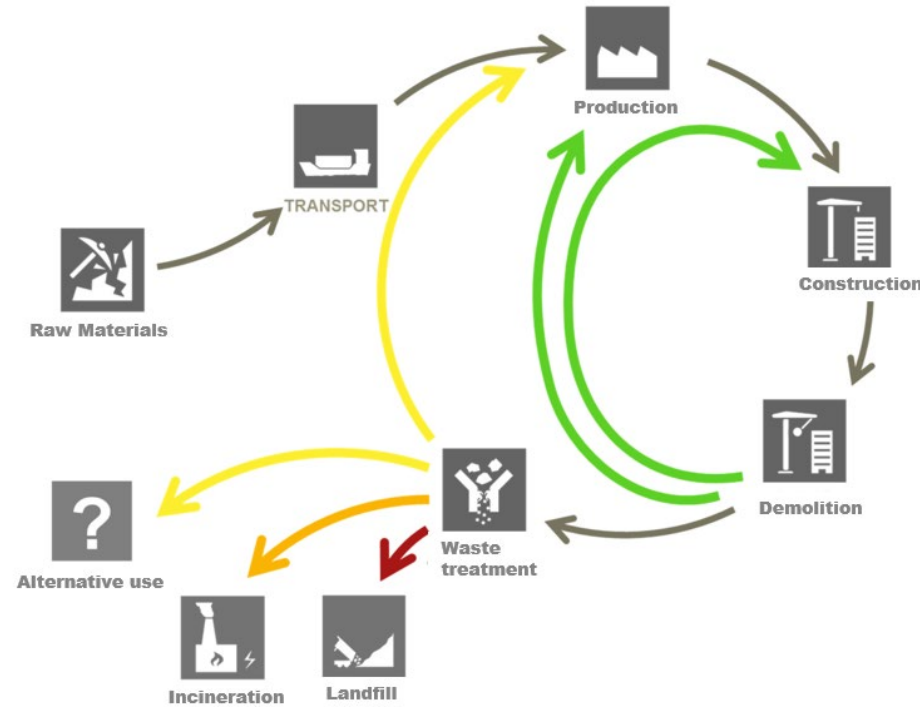 Production
TRANSPORT
Construction
Raw Materials
Demolition
Waste
treatment
?
Alternative use
Incineration
Landfill